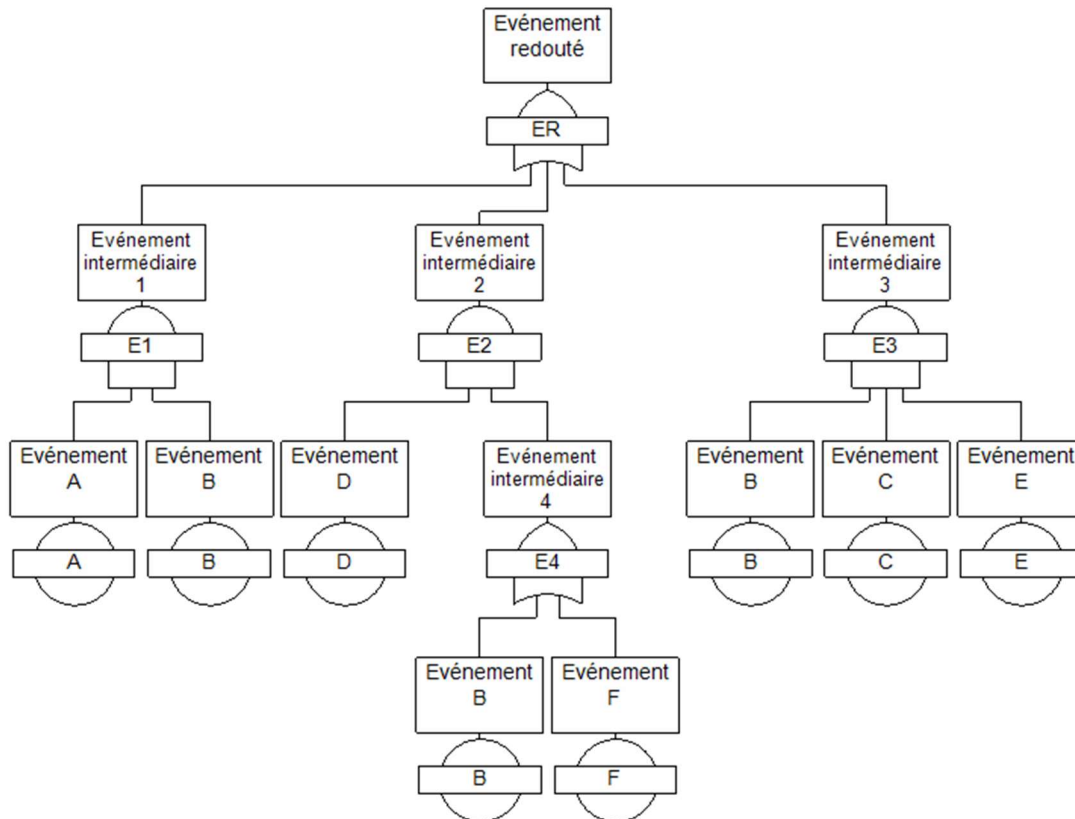 Evénement
redouté
ER
Evénement
intermédiaire
1
Evénement
intermédiaire
2
Evénement
intermédiaire
3
E1
E2
E3
Evénement
A
Evénement
B
Evénement
D
Evénement
intermédiaire
4
Evénement
B
Evénement
C
Evénement
E
A
B
D
E4
B
C
E
Evénement
B
Evénement
F
B
F